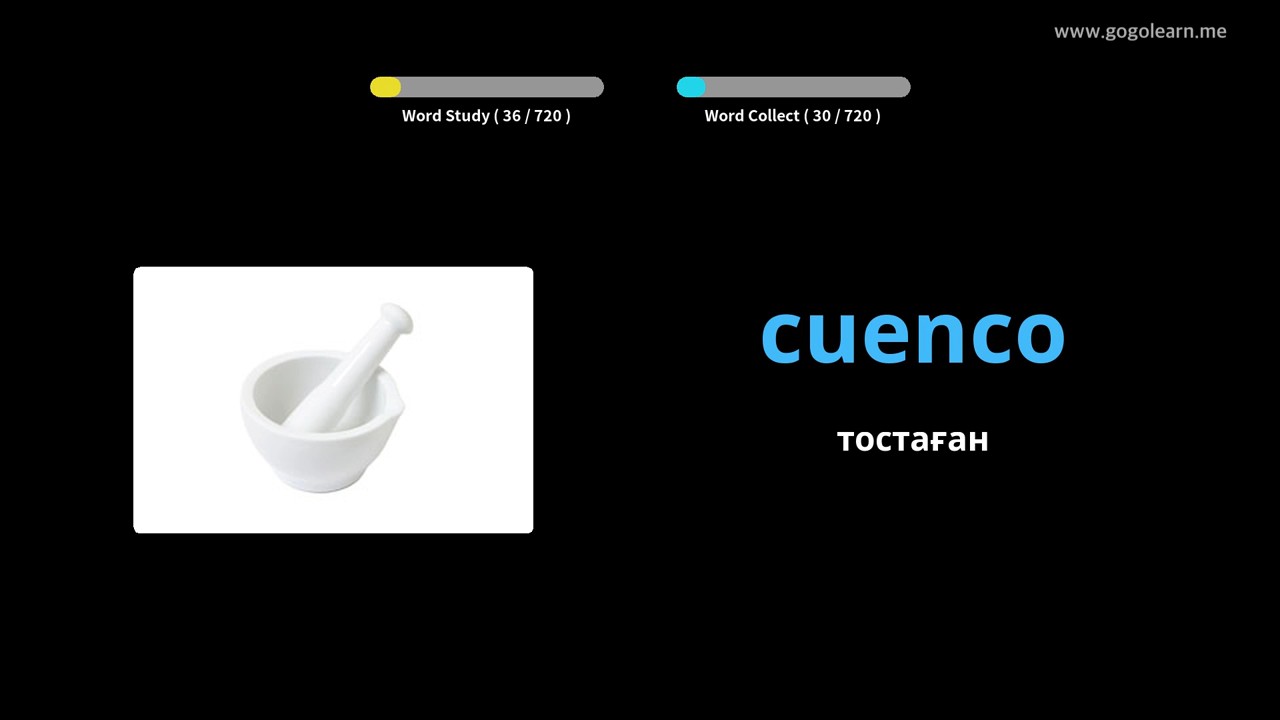 www.gogolearn.me
Word Study ( 36 / 720 )
Word Collect ( 30 / 720 )
cuenco
тостаған